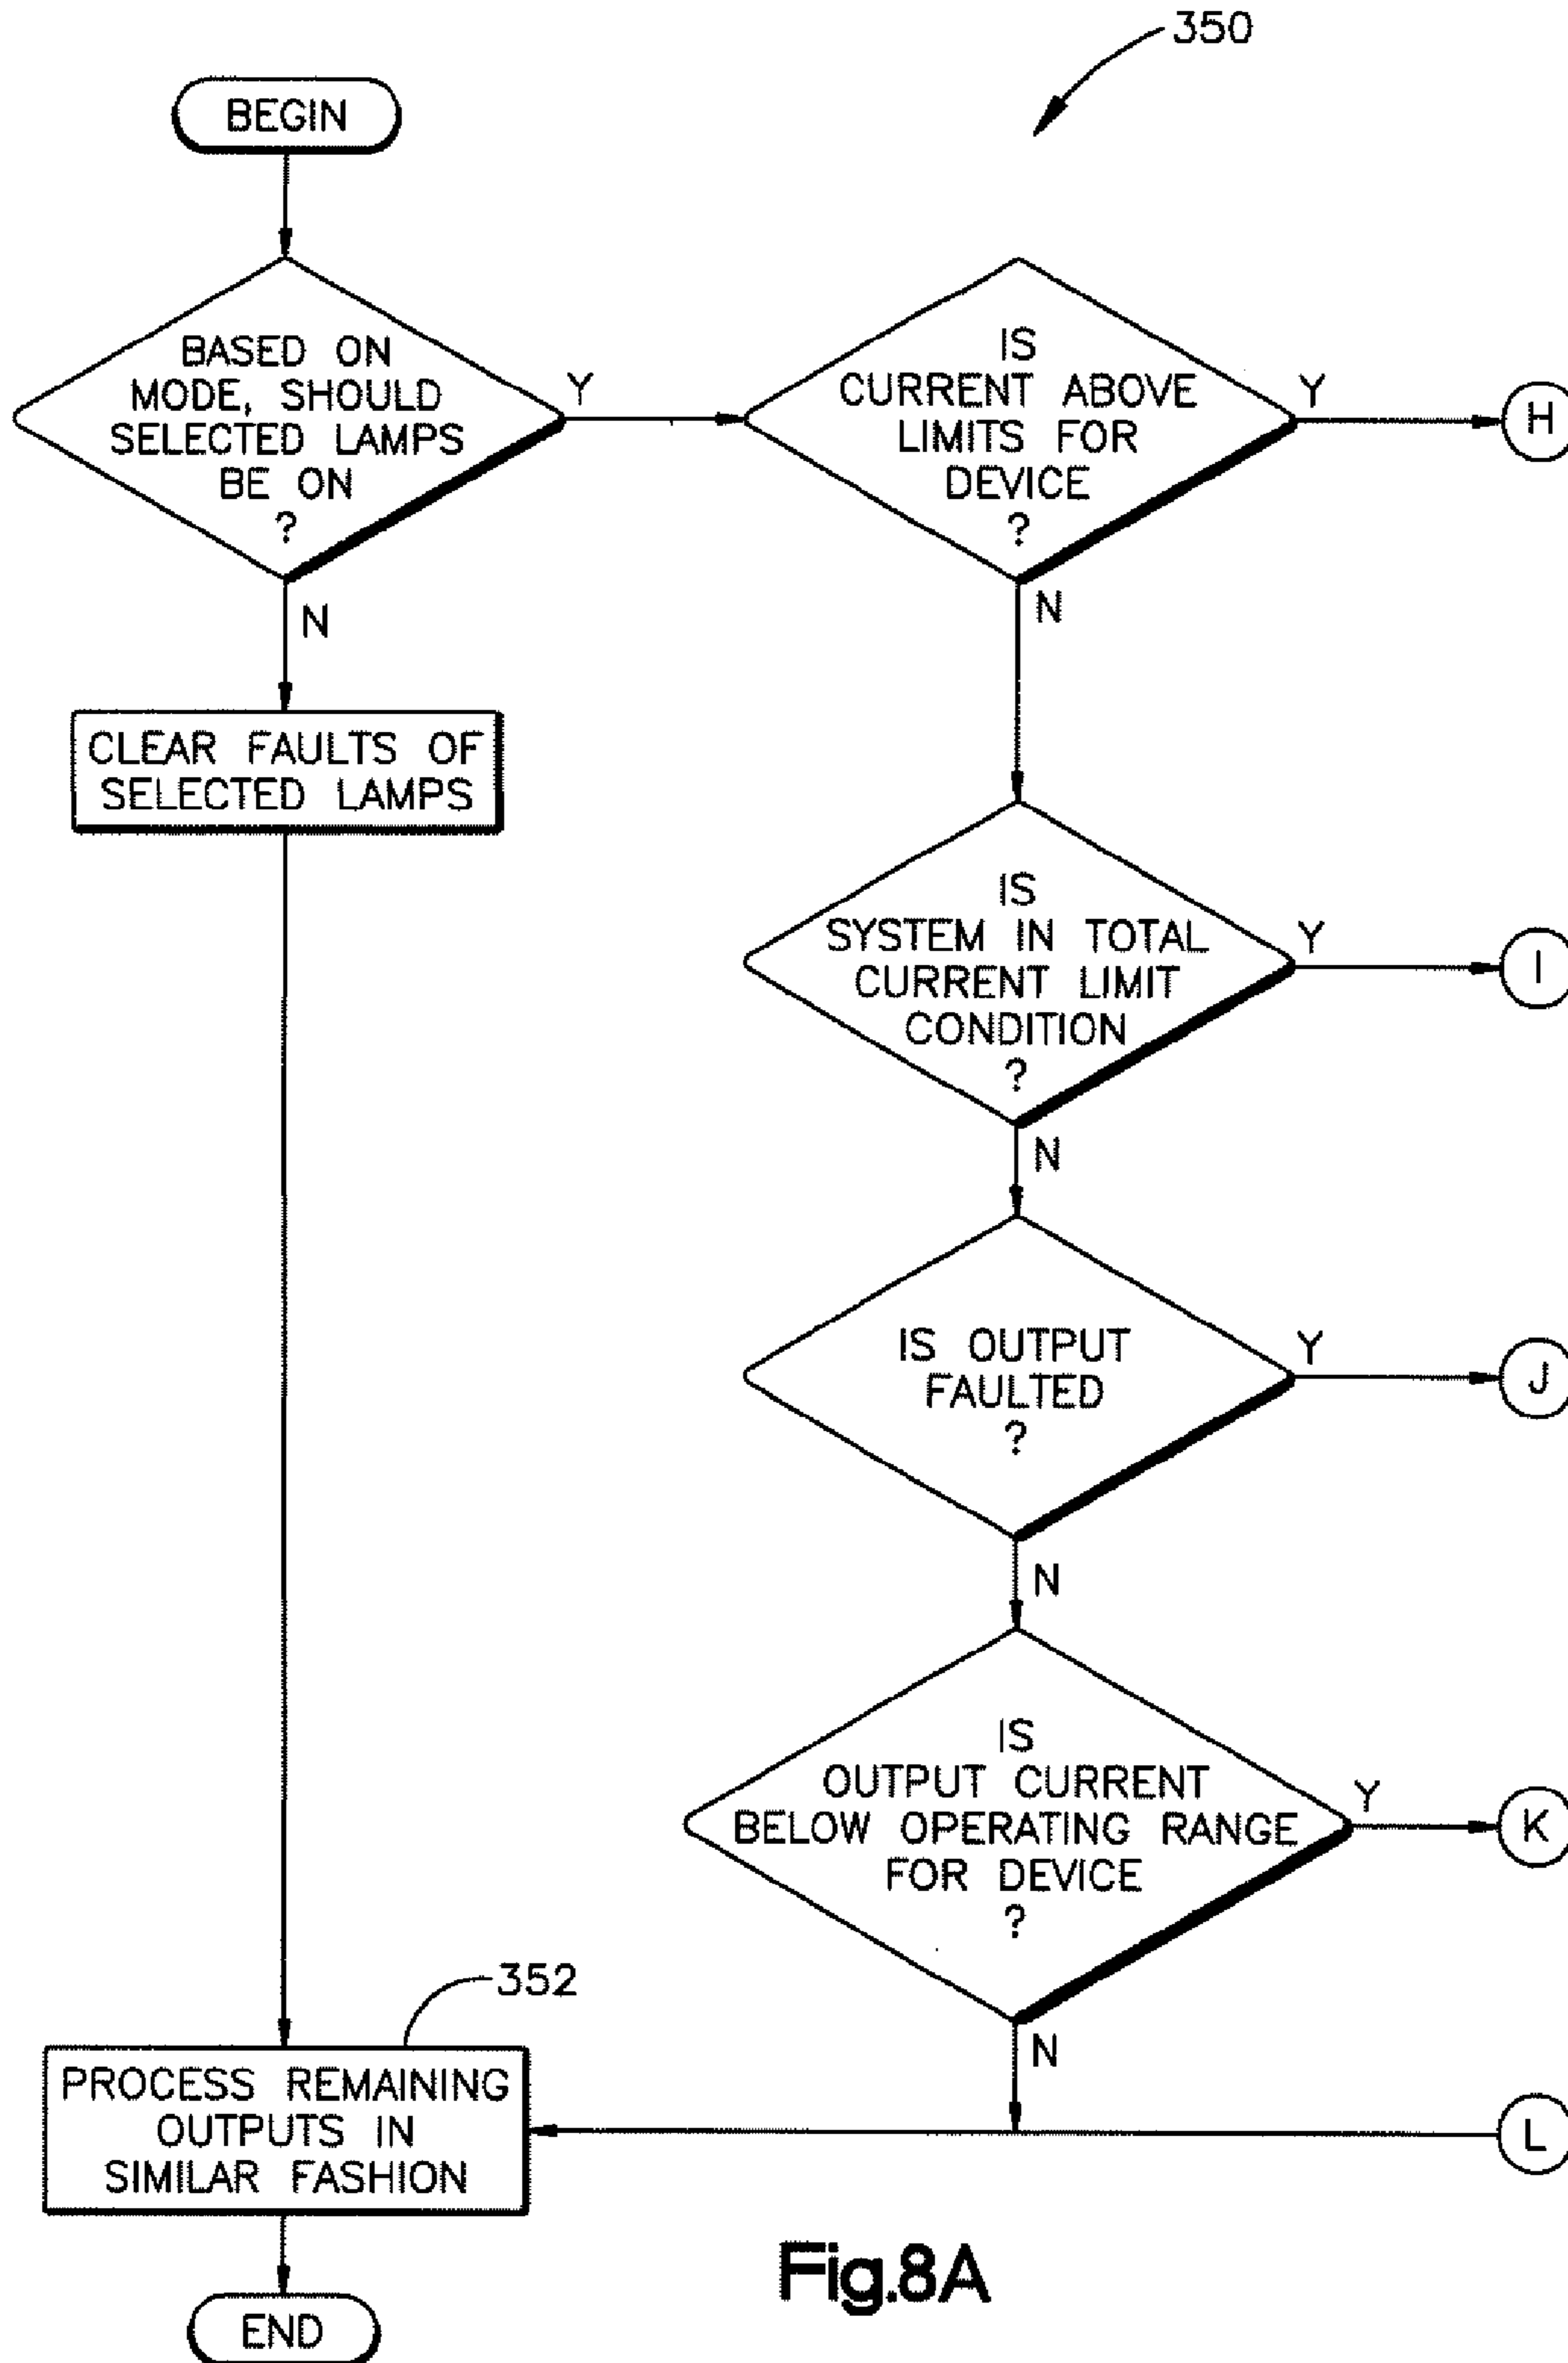 350
BEGIN
BASED ON
MODE, SHOULD
SELECTED LAMPS
BE ON
?
Y
N
IS
CURRENT ABOVE
LIMITS FOR
DEVICE
?
Y
H
N
CLEAR FAULTS OF
SELECTED LAMPS
IS
SYSTEM IN TOTAL
CURRENT LIMIT
CONDITION
?
Y
I
N
IS OUTPUT
FAULTED
?
Y
J
N
IS
OUTPUT CURRENT
BELOW OPERATING RANGE
FOR DEVICE
?
Y
K
N
352
PROCESS REMAINING
OUTPUTS IN
SIMILAR FASHION
L
END
Fig.8A